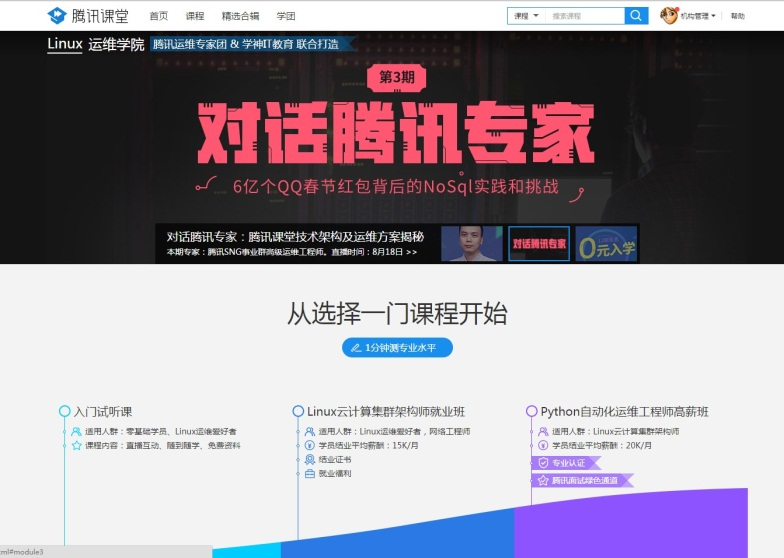 腾讯课堂
首页 课程 精选合辑 学团
课程 搜索课程
机构管理 帮助
Linux 运维学院 腾讯运维专家团 & 学神IT教育 联合打造
第3期
对话腾讯专家
6亿个QQ春节红包背后的NoSql实践和挑战
对话腾讯专家：腾讯课堂技术架构及运维方案揭秘
本期专家：腾讯SNG事业群高级运维工程师。直播时间：8月18日 >>
对话腾讯专家
0元入学
从选择一门课程开始
1分钟测专业水平
入门试听课
适用人群：零基础学员、Linux运维爱好者
课程内容：直播互动、随到随学、免费资料
Linux云计算集群架构师就业班
适用人群：Linux运维爱好者，网络工程师
学员结业平均薪酬：15K/月
结业证书
就业福利
Python自动化运维工程师高薪班
适用人群：Linux云计算集群架构师
学员结业平均薪酬：20K/月
专业认证
腾讯面试绿色通道
tml#module3